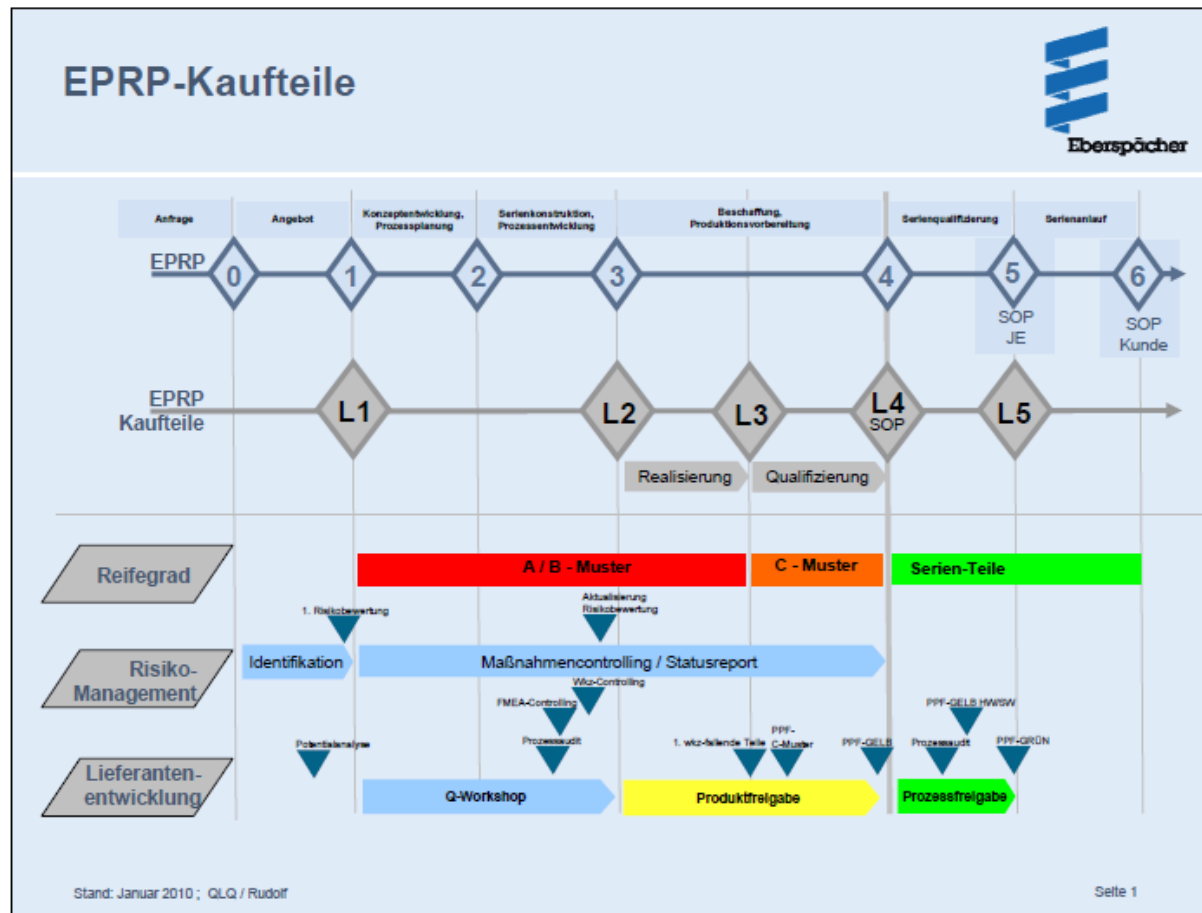 EPRP-Kaufteile
Eberspächer
Anfrage
Angebot
Konzeptentwicklung,
Prozessplanung
Serienkonstruktion,
Prozessentwicklung
Beschaffung,
Produktionsvorbereitung
Serienqualifizierung
Serienanlauf
EPRP
0
1
2
3
4
5
6
SOP
JE
SOP
Kunde
EPRP
Kaufteile
L1
L2
L3
L4
SOP
L5
Realisierung
Qualifizierung
Reifegrad
A / B - Muster
C - Muster
Serien-Teile
1. Risikobewertung
Aktualisierung
Risikobewertung
Risiko-
Management
Identifikation
Maßnahmencontrolling / Statusreport
Wkz-Controlling
FMEA-Controlling
PPF-GELB HW/SW
Potentialanalyse
Prozessaudit
1. wkz-fallende Teile
PPF-
C-Muster
PPF-GELB
Prozessaudit
PPF-GRÜN
Lieferanten-
entwicklung
Q-Workshop
Produktfreigabe
Prozessfreigabe
Stand: Januar 2010 ; QLQ / Rudolf
Seite 1